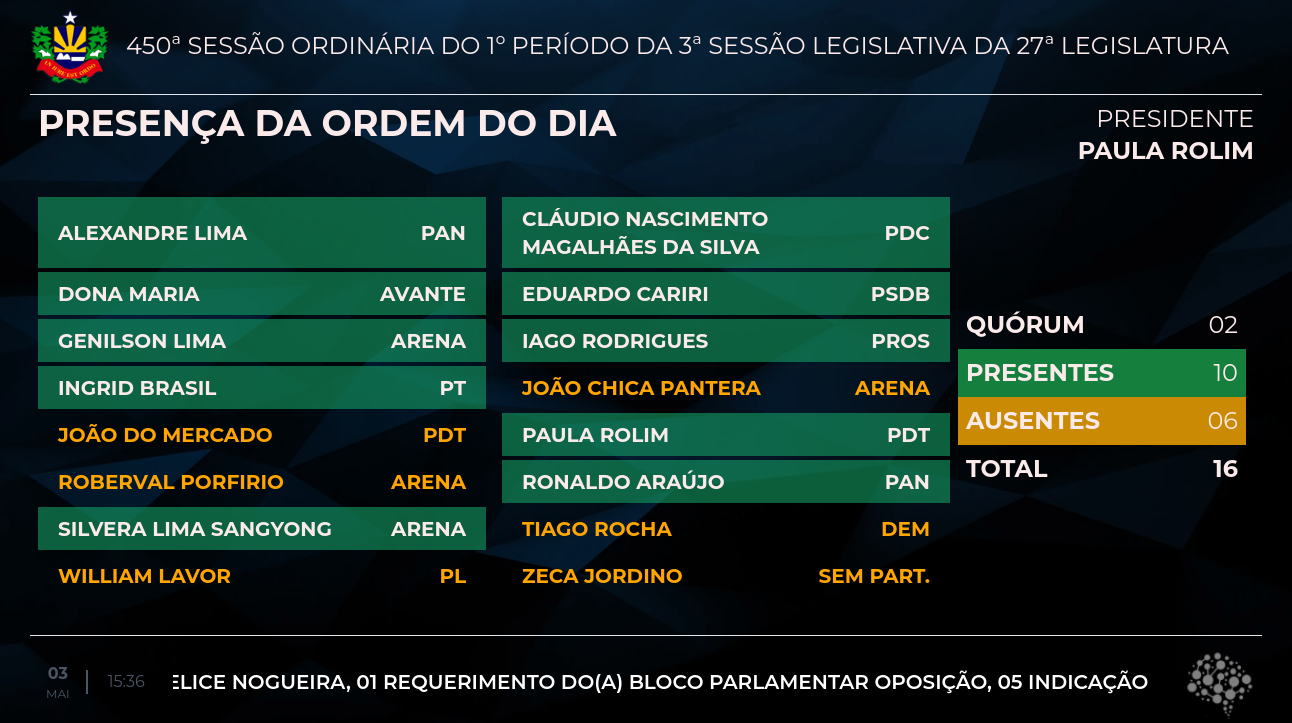 450ª SESSÃO ORDINÁRIA DO 1º PERÍODO DA 3ª SESSÃO LEGISLATIVA DA 27ª LEGISLATURA
PRESENÇA DA ORDEM DO DIA
PRESIDENTE
PAULA ROLIM
ALEXANDRE LIMA PAN
DONA MARIA AVANTE
GENILSON LIMA ARENA
INGRID BRASIL PT
JOÃO DO MERCADO PDT
ROBERVAL PORFIRIO ARENA
SILVERA LIMA SANGYONG ARENA
WILLIAM LAVOR PL
CLÁUDIO NASCIMENTO
MAGALHÃES DA SILVA PDC
EDUARDO CARIRI PSDB
IAGO RODRIGUES PROS
JOÃO CHICA PANTERA ARENA
PAULA ROLIM PDT
RONALDO ARAÚJO PAN
TIAGO ROCHA DEM
ZECA JORDINO SEM PART.
QUÓRUM 02
PRESENTES 10
AUSENTES 06
TOTAL 16
03
MAI
15:36
ELICE NOGUEIRA, 01 REQUERIMENTO DO(A) BLOCO PARLAMENTAR OPOSIÇÃO, 05 INDICAÇÃO